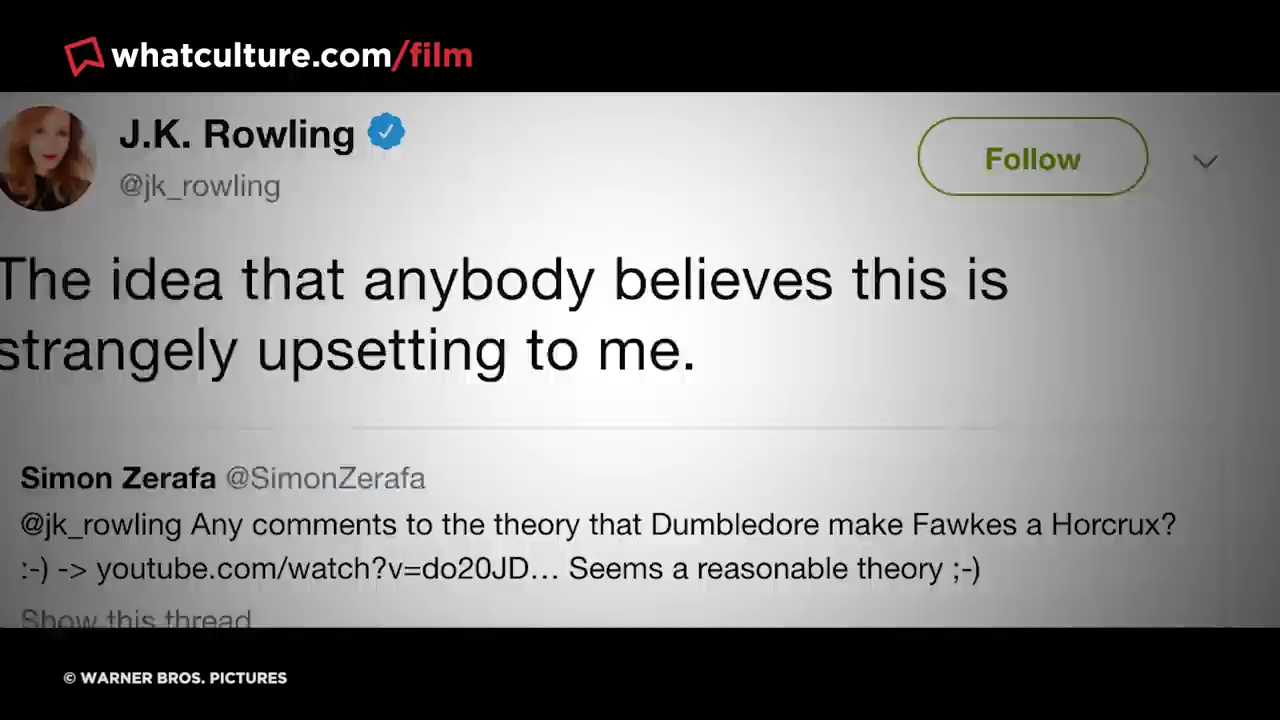 whatculture.com/film
J.K. Rowling
@jk_rowling
Follow
The idea that anybody believes this is
strangely upsetting to me.
Simon Zerafa @SimonZerafa
@jk_rowling Any comments to the theory that Dumbledore make Fawkes a Horcrux?
:-) -> youtube.com/watch?v=do20JD… Seems a reasonable theory ;-)
Show this thread
© WARNER BROS. PICTURES